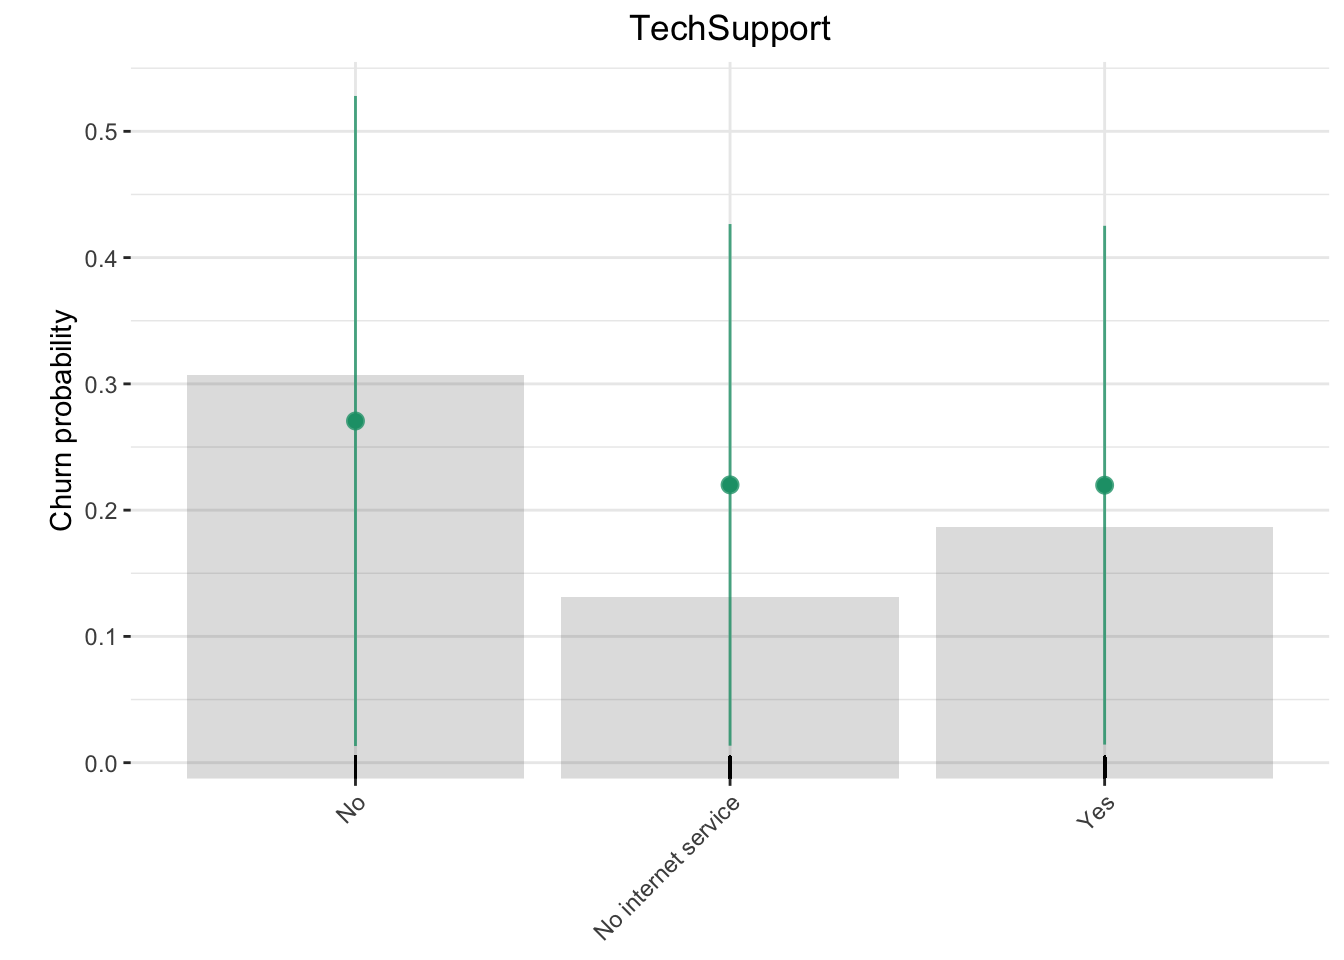 TechSupport
Churn probability
0.5
0.4
0.3
0.2
0.1
0.0
No
No internet service
Yes